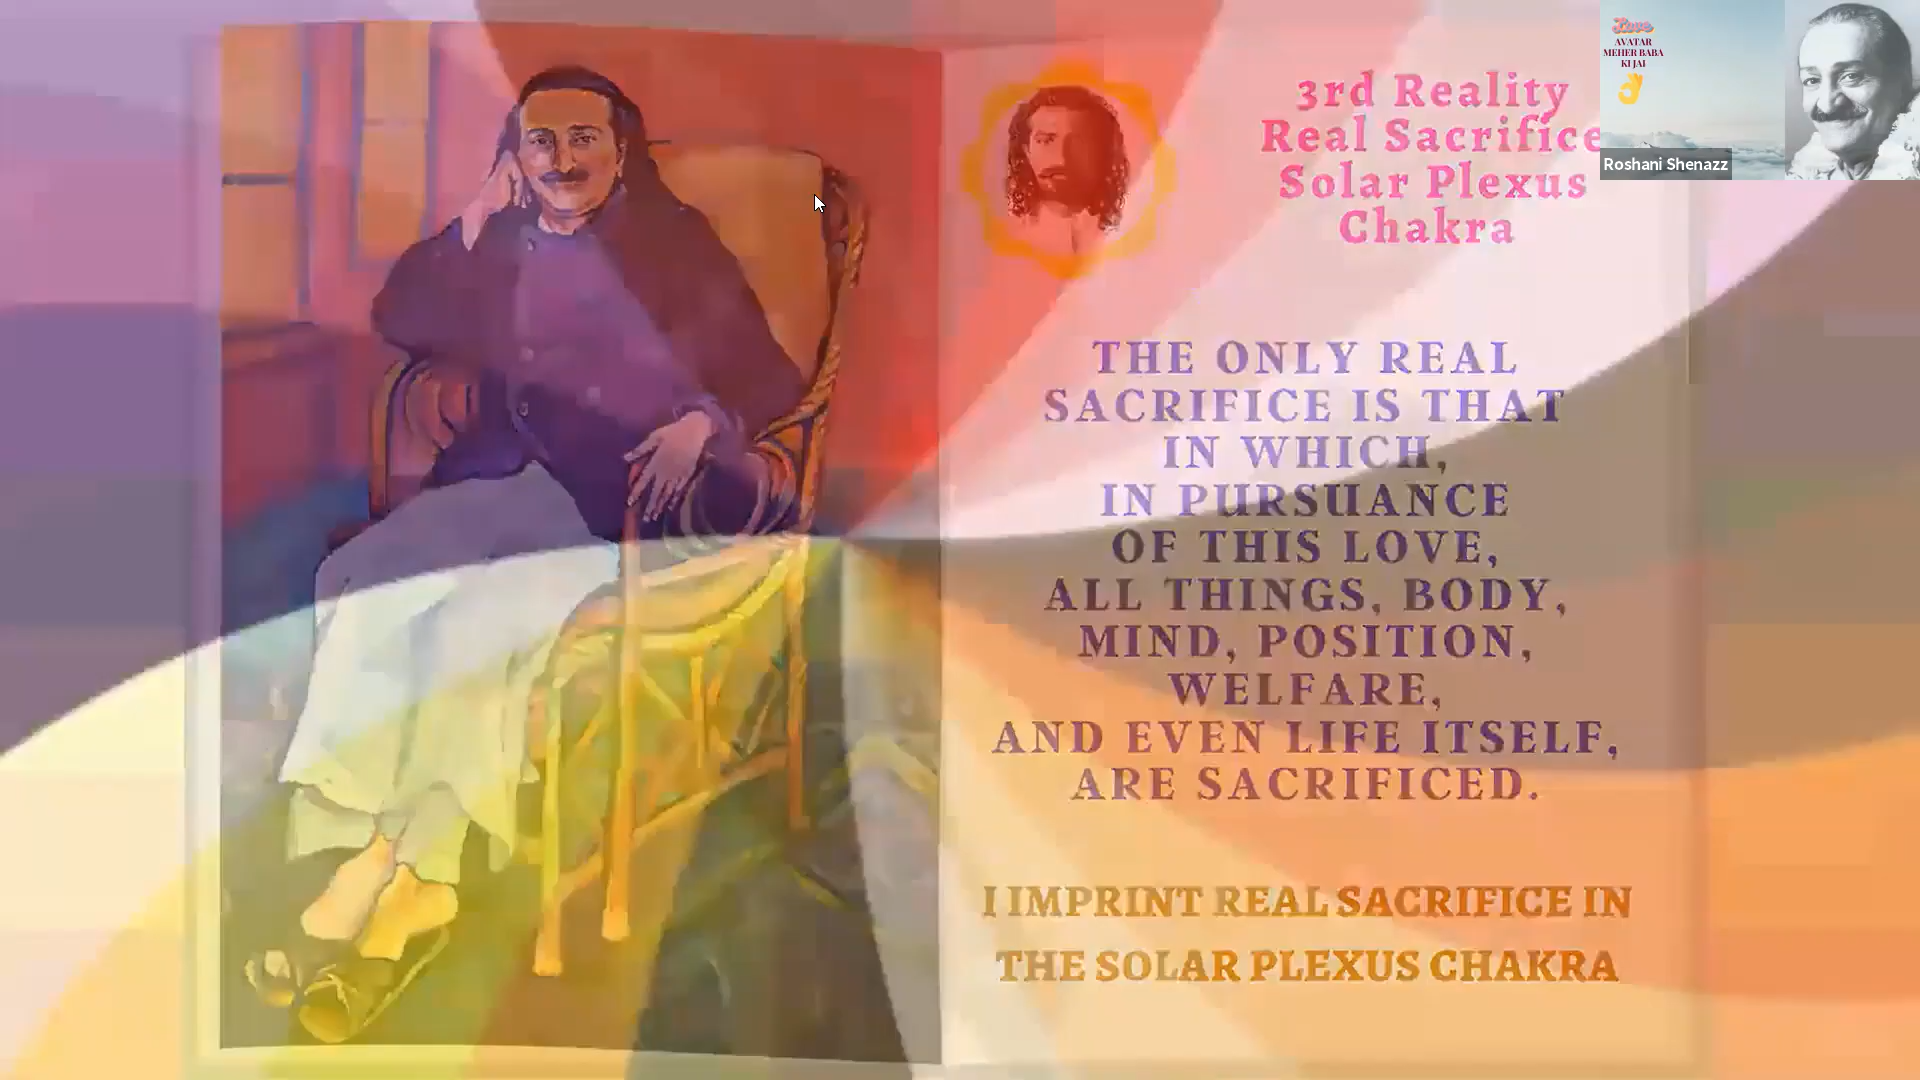 3rd Reality
Real Sacrifice
Solar Plexus
Chakra
Love
AVATAR
MEHER BABA
KI JAI
Roshani Shenazz
THE ONLY REAL
SACRIFICE IS THAT
IN WHICH,
IN PURSUANCE
OF THIS LOVE,
ALL THINGS, BODY,
MIND, POSITION,
WELFARE,
AND EVEN LIFE ITSELF,
ARE SACRIFICED.
I IMPRINT REAL SACRIFICE IN
THE SOLAR PLEXUS CHAKRA